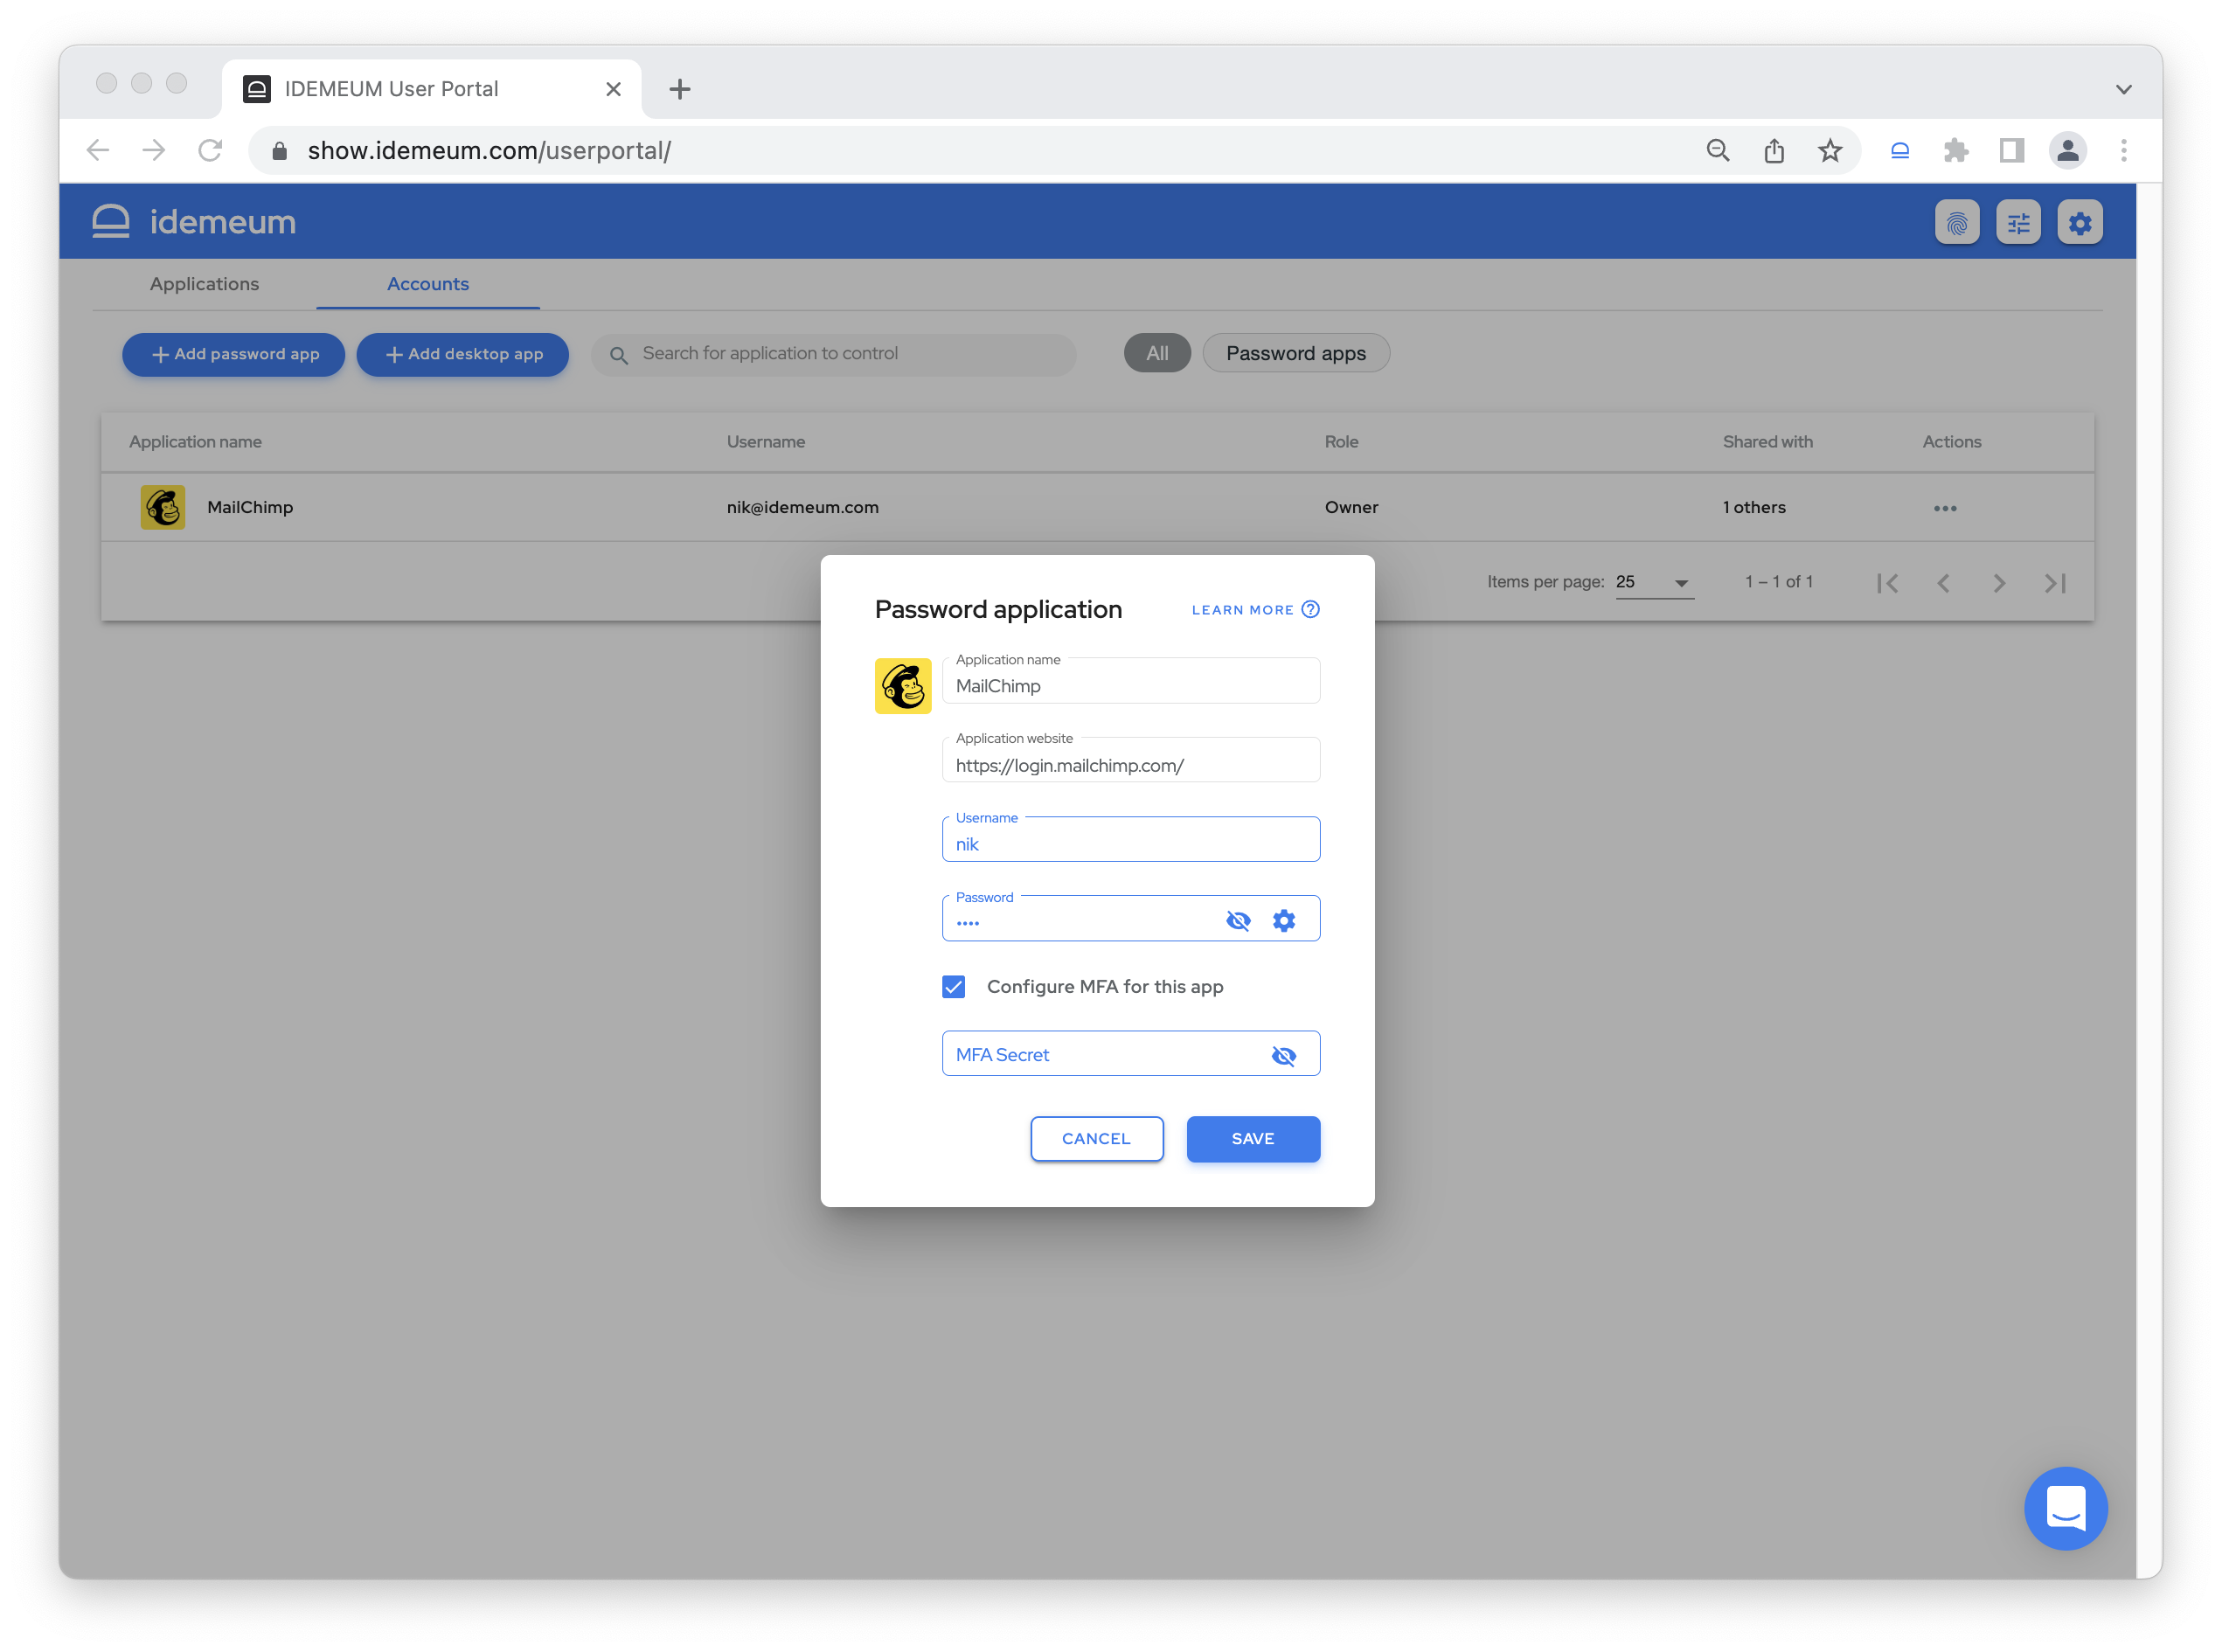 IDEMEUM User Portal
show.idemeum.com/userportal/
idemeum
Applications Accounts
Add password app Add desktop app Search for application to control All Password apps
Application name Username Role Shared with Actions
MailChimp nik@idemeum.com Owner 1 others
Items per page: 25 1 – 1 of 1
Password application LEARN MORE
Application name
MailChimp
Application website
https://login.mailchimp.com/
Username
nik
Password
••••
Configure MFA for this app
MFA Secret
CANCEL SAVE